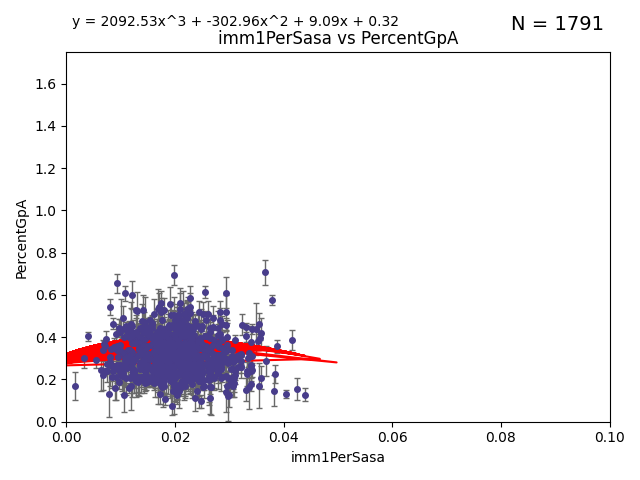 y = 2092.53x^3 + -302.96x^2 + 9.09x + 0.32
N = 1791
imm1PerSasa vs PercentGpA
1.6
1.4
1.2
1.0
0.8
0.6
0.4
0.2
0.0
PercentGpA
0.00 0.02 0.04 0.06 0.08 0.10
imm1PerSasa